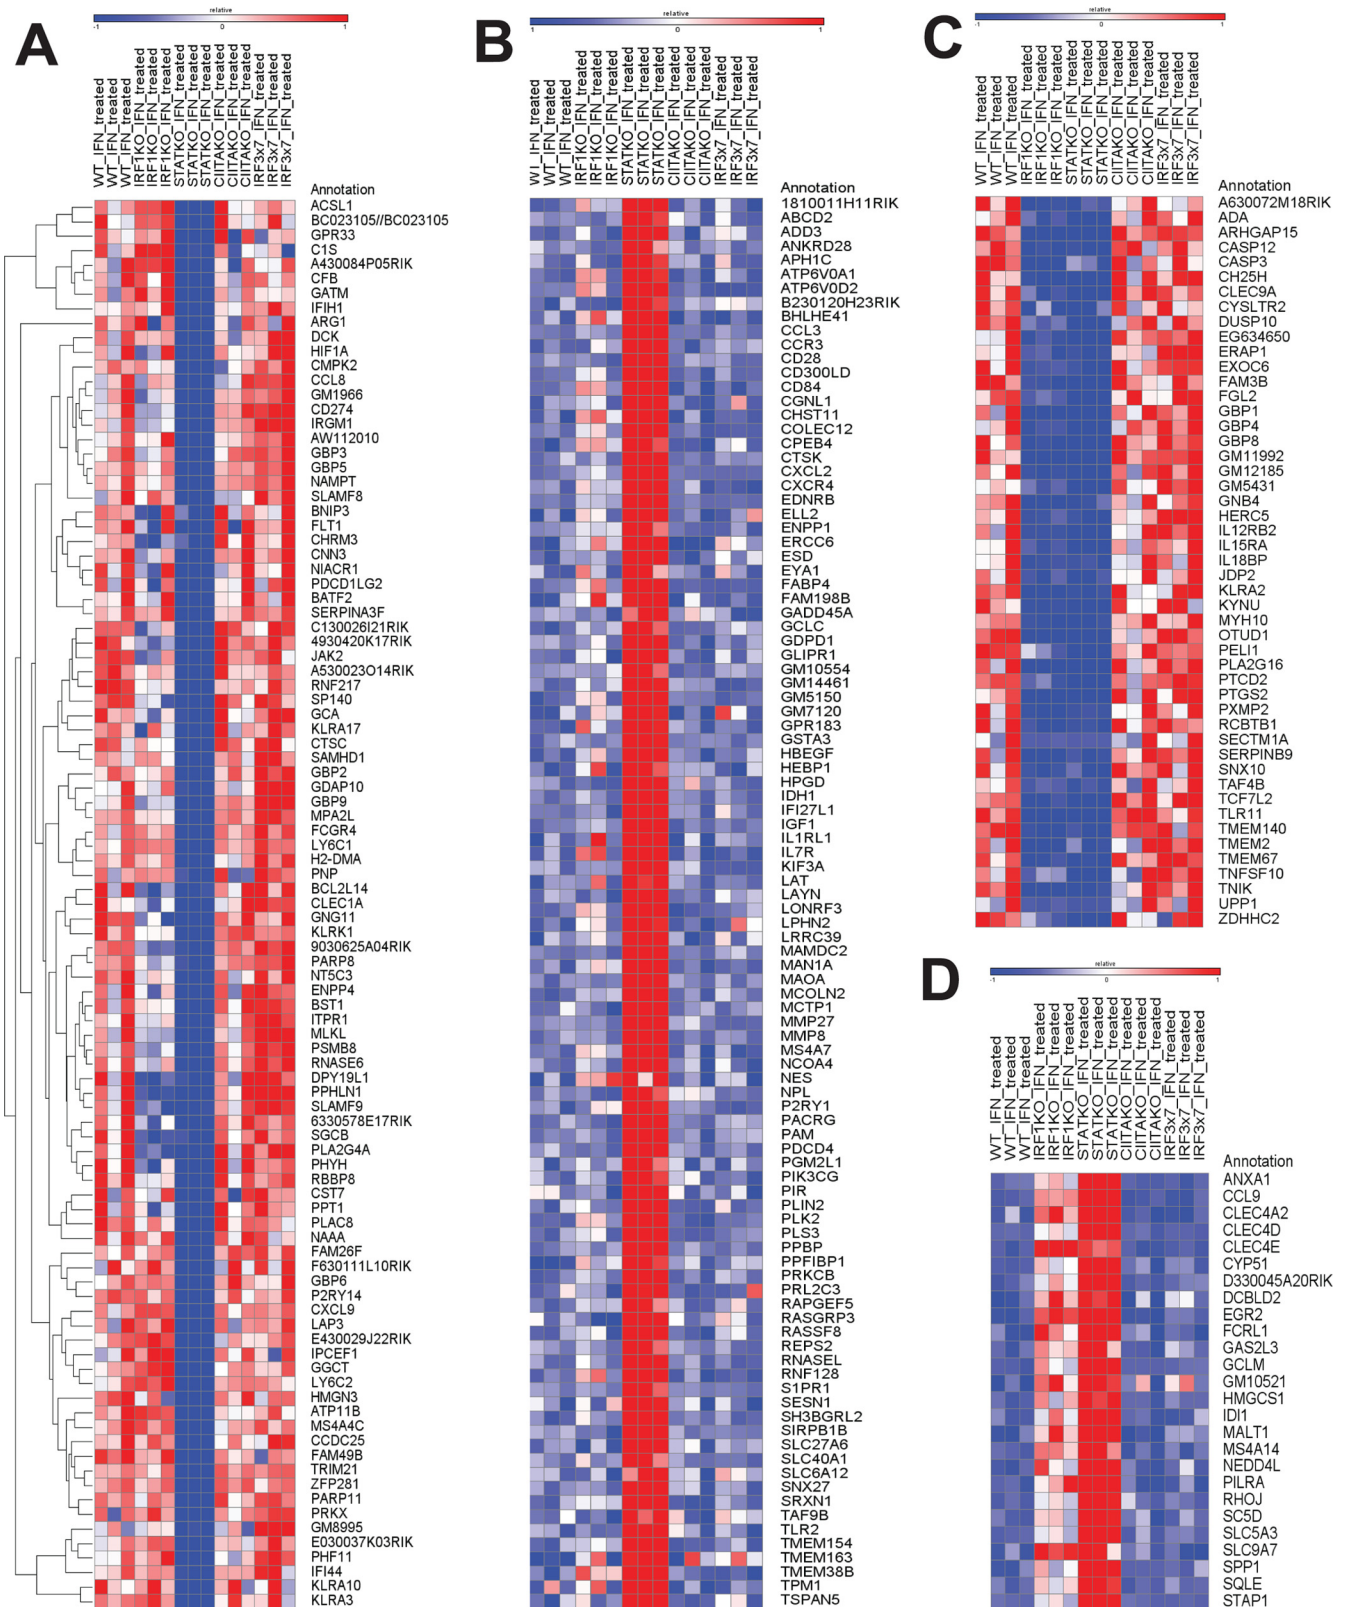 A
relative
-1
0
1
WT_IFN_treated
WT_IFN_treated
WT_IFN_treated
IRF1KO_IFN_treated
IRF1KO_IFN_treated
IRF1KO_IFN_treated
STATKO_IFN_treated
STATKO_IFN_treated
STATKO_IFN_treated
CIITAKO_IFN_treated
CIITAKO_IFN_treated
CIITAKO_IFN_treated
IRF3x7_IFN_treated
IRF3x7_IFN_treated
IRF3x7_IFN_treated
Annotation
ACSL1
BC023105//BC023105
GPR33
C1S
A430084P05RIK
CFB
GATM
IFIH1
ARG1
DCK
HIF1A
CMPK2
CCL8
GM1966
CD274
IRGM1
AW112010
GBP3
GBP5
NAMPT
SLAMF8
BNIP3
FLT1
CHRM3
CNN3
NIACR1
PDCD1LG2
BATF2
SERPINA3F
C130026I21RIK
4930420K17RIK
JAK2
A530023O14RIK
RNF217
SP140
GCA
KLRA17
CTSC
SAMHD1
GBP2
GDAP10
GBP9
MPA2L
FCGR4
LY6C1
H2-DMA
PNP
BCL2L14
CLEC1A
GNG11
KLRK1
9030625A04RIK
PARP8
NT5C3
ENPP4
BST1
ITPR1
MLKL
PSMB8
RNASE6
DPY19L1
PPHLN1
SLAMF9
6330578E17RIK
SGCB
PLA2G4A
PHYH
RBBP8
CST7
PPT1
PLAC8
NAAA
FAM26F
F630111L10RIK
GBP6
P2RY14
CXCL9
LAP3
E430029J22RIK
IPCEF1
GGCT
LY6C2
HMGN3
ATP11B
MS4A4C
CCDC25
FAM49B
TRIM21
ZFP281
PARP11
PRKX
GM8995
E030037K03RIK
PHF11
IFI44
KLRA10
KLRA3
B
relative
1
0
1
WT_IFN_treated
WT_IFN_treated
WT_IFN_treated
IRF1KO_IFN_treated
IRF1KO_IFN_treated
IRF1KO_IFN_treated
STATKO_IFN_treated
STATKO_IFN_treated
STATKO_IFN_treated
CIITAKO_IFN_treated
CIITAKO_IFN_treated
CIITAKO_IFN_treated
IRF3x7_IFN_treated
IRF3x7_IFN_treated
IRF3x7_IFN_treated
Annotation
1810011H11RIK
ABCD2
ADD3
ANKRD28
APH1C
ATP6V0A1
ATP6V0D2
B230120H23RIK
BHLHE41
CCL3
CCR3
CD28
CD300LD
CD84
CGNL1
CHST11
COLEC12
CPEB4
CTSK
CXCL2
CXCR4
EDNRB
ELL2
ENPP1
ERCC6
ESD
EYA1
FABP4
FAM198B
GADD45A
GCLC
GDPD1
GLIPR1
GM10554
GM14461
GM5150
GM7120
GPR183
GSTA3
HBEGF
HEBP1
HPGD
IDH1
IFI27L1
IGF1
IL1RL1
IL7R
KIF3A
LAT
LAYN
LONRF3
LPHN2
LRRC39
MAMDC2
MAN1A
MAOA
MCOLN2
MCTP1
MMP27
MMP8
MS4A7
NCOA4
NES
NPL
P2RY1
PACRG
PAM
PDCD4
PGM2L1
PIK3CG
PIR
PLIN2
PLK2
PLS3
PPBP
PPFIBP1
PRKCB
PRL2C3
RAPGEF5
RASGRP3
RASSF8
REPS2
RNASEL
RNF128
S1PR1
SESN1
SH3BGRL2
SIRPB1B
SLC27A6
SLC40A1
SLC6A12
SNX27
SRXN1
TAF9B
TLR2
TMEM154
TMEM163
TMEM38B
TPM1
TSPAN5
C
relative
-1
0
1
WT_IFN_treated
WT_IFN_treated
WT_IFN_treated
IRF1KO_IFN_treated
IRF1KO_IFN_treated
IRF1KO_IFN_treated
STATKO_IFN_treated
STATKO_IFN_treated
STATKO_IFN_treated
CIITAKO_IFN_treated
CIITAKO_IFN_treated
CIITAKO_IFN_treated
IRF3x7_IFN_treated
IRF3x7_IFN_treated
IRF3x7_IFN_treated
Annotation
A630072M18RIK
ADA
ARHGAP15
CASP12
CASP3
CH25H
CLEC9A
CYSLTR2
DUSP10
EG634650
ERAP1
EXOC6
FAM3B
FGL2
GBP1
GBP4
GBP8
GM11992
GM12185
GM5431
GNB4
HERC5
IL12RB2
IL15RA
IL18BP
JDP2
KLRA2
KYNU
MYH10
OTUD1
PELI1
PLA2G16
PTCD2
PTGS2
PXMP2
RCBTB1
SECTM1A
SERPINB9
SNX10
TAF4B
TCF7L2
TLR11
TMEM140
TMEM2
TMEM67
TNFSF10
TNIK
UPP1
ZDHHC2
D
relative
-1
0
1
WT_IFN_treated
WT_IFN_treated
WT_IFN_treated
IRF1KO_IFN_treated
IRF1KO_IFN_treated
IRF1KO_IFN_treated
STATKO_IFN_treated
STATKO_IFN_treated
STATKO_IFN_treated
CIITAKO_IFN_treated
CIITAKO_IFN_treated
CIITAKO_IFN_treated
IRF3x7_IFN_treated
IRF3x7_IFN_treated
IRF3x7_IFN_treated
Annotation
ANXA1
CCL9
CLEC4A2
CLEC4D
CLEC4E
CYP51
D330045A20RIK
DCBLD2
EGR2
FCRL1
GAS2L3
GCLM
GM10521
HMGCS1
IDI1
MALT1
MS4A14
NEDD4L
PILRA
RHOJ
SC5D
SLC5A3
SLC9A7
SPP1
SQLE
STAP1